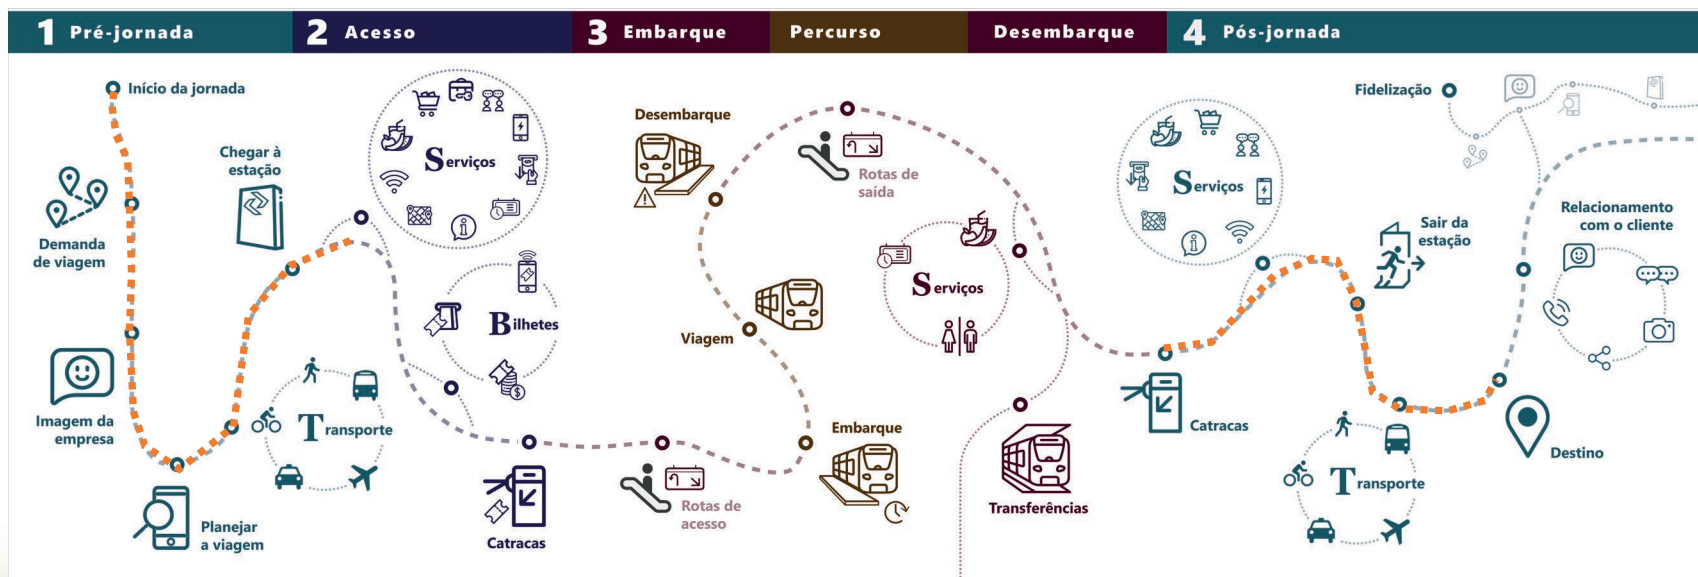 1 Pré-jornada
2 Acesso
3 Embarque
Percurso
Desembarque
4 Pós-jornada
Início da jornada
Demanda
de viagem
Imagem da
empresa
Planejar
a viagem
Transporte
Chegar à
estação
Serviços
Bilhetes
Catracas
Rotas de
acesso
Embarque
Viagem
Desembarque
Rotas de
saída
Serviços
Transferências
Catracas
Serviços
Sair da
estação
Transporte
Destino
Fidelização
Relacionamento
com o cliente